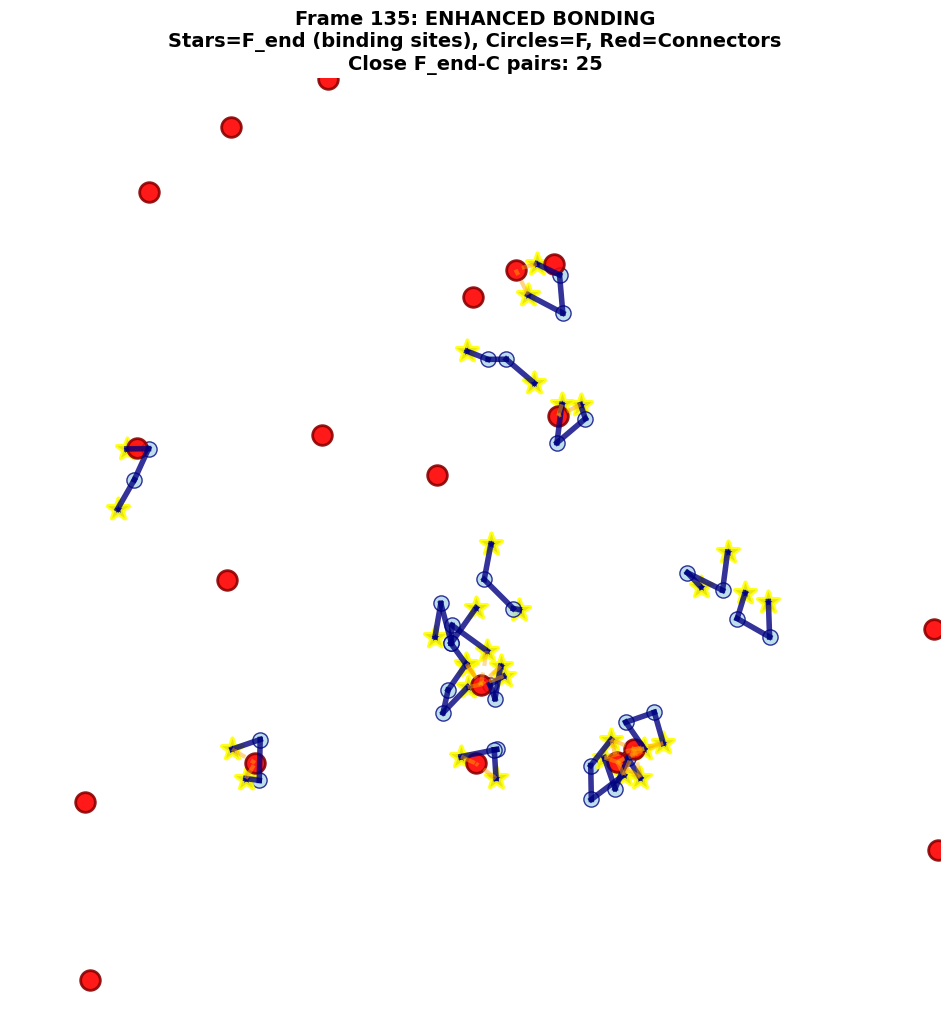 Frame 135: ENHANCED BONDING
Stars=F_end (binding sites), Circles=F, Red=Connectors
Close F_end-C pairs: 25